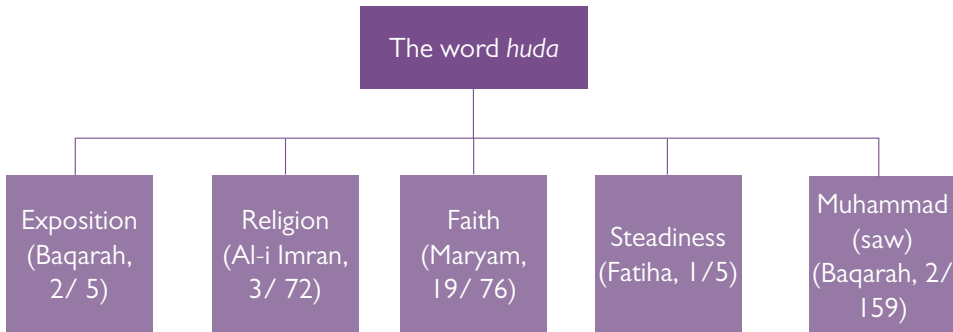 The word huda
Exposition
(Baqarah,
2/ 5)
Religion
(Al-i Imran,
3/ 72)
Faith
(Maryam,
19/ 76)
Steadiness
(Fatiha, 1/5)
Muhammad
(saw)
(Baqarah, 2/
159)